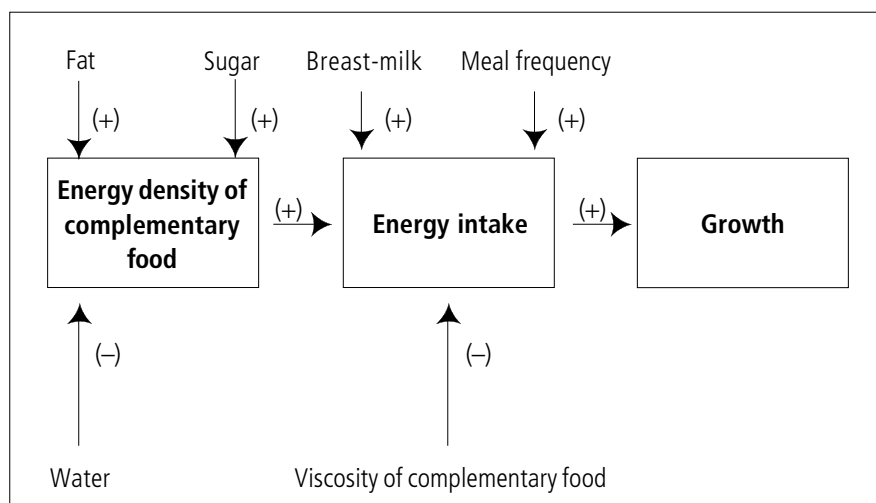 Fat
Sugar
Breast-milk
Meal frequency
(+)
(+)
(+)
(+)
Energy density of
complementary
food
(+)
Energy intake
(+)
Growth
(–)
(–)
Water
Viscosity of complementary food